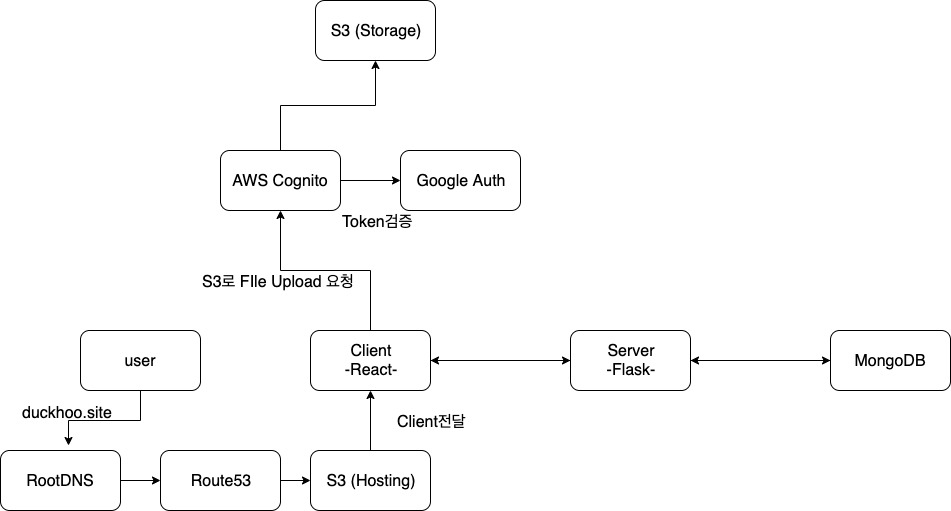 S3 (Storage)
AWS Cognito
Google Auth
Token검증
S3로 FIle Upload 요청
user
Client
-React-
Server
-Flask-
MongoDB
duckhoo.site
Client전달
RootDNS
Route53
S3 (Hosting)